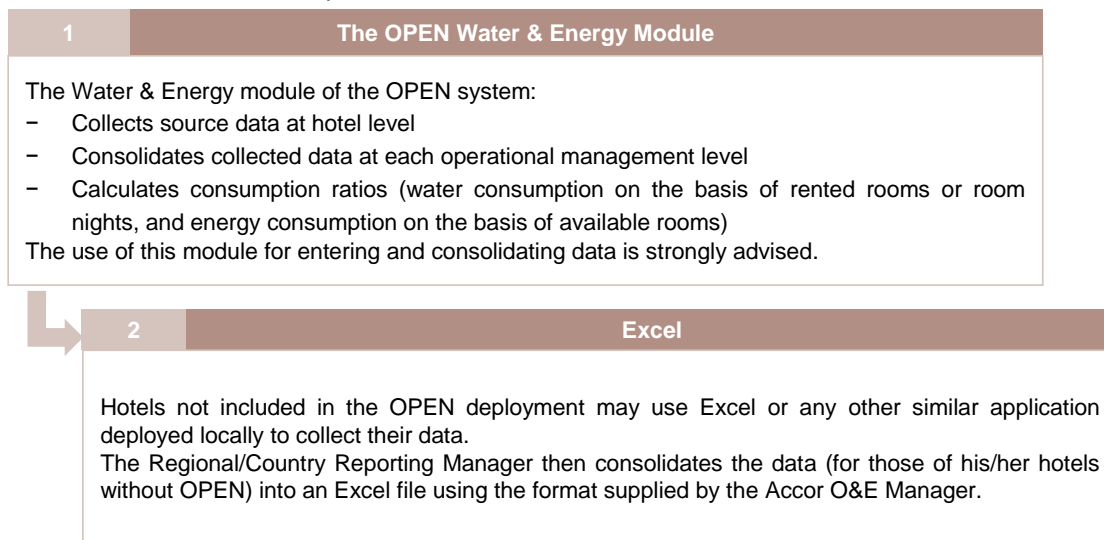 1 The OPEN Water & Energy Module
The Water & Energy module of the OPEN system:
− Collects source data at hotel level
− Consolidates collected data at each operational management level
− Calculates consumption ratios (water consumption on the basis of rented rooms or room
nights, and energy consumption on the basis of available rooms)
The use of this module for entering and consolidating data is strongly advised.
2 Excel
Hotels not included in the OPEN deployment may use Excel or any other similar application
deployed locally to collect their data.
The Regional/Country Reporting Manager then consolidates the data (for those of his/her hotels
without OPEN) into an Excel file using the format supplied by the Accor O&E Manager.